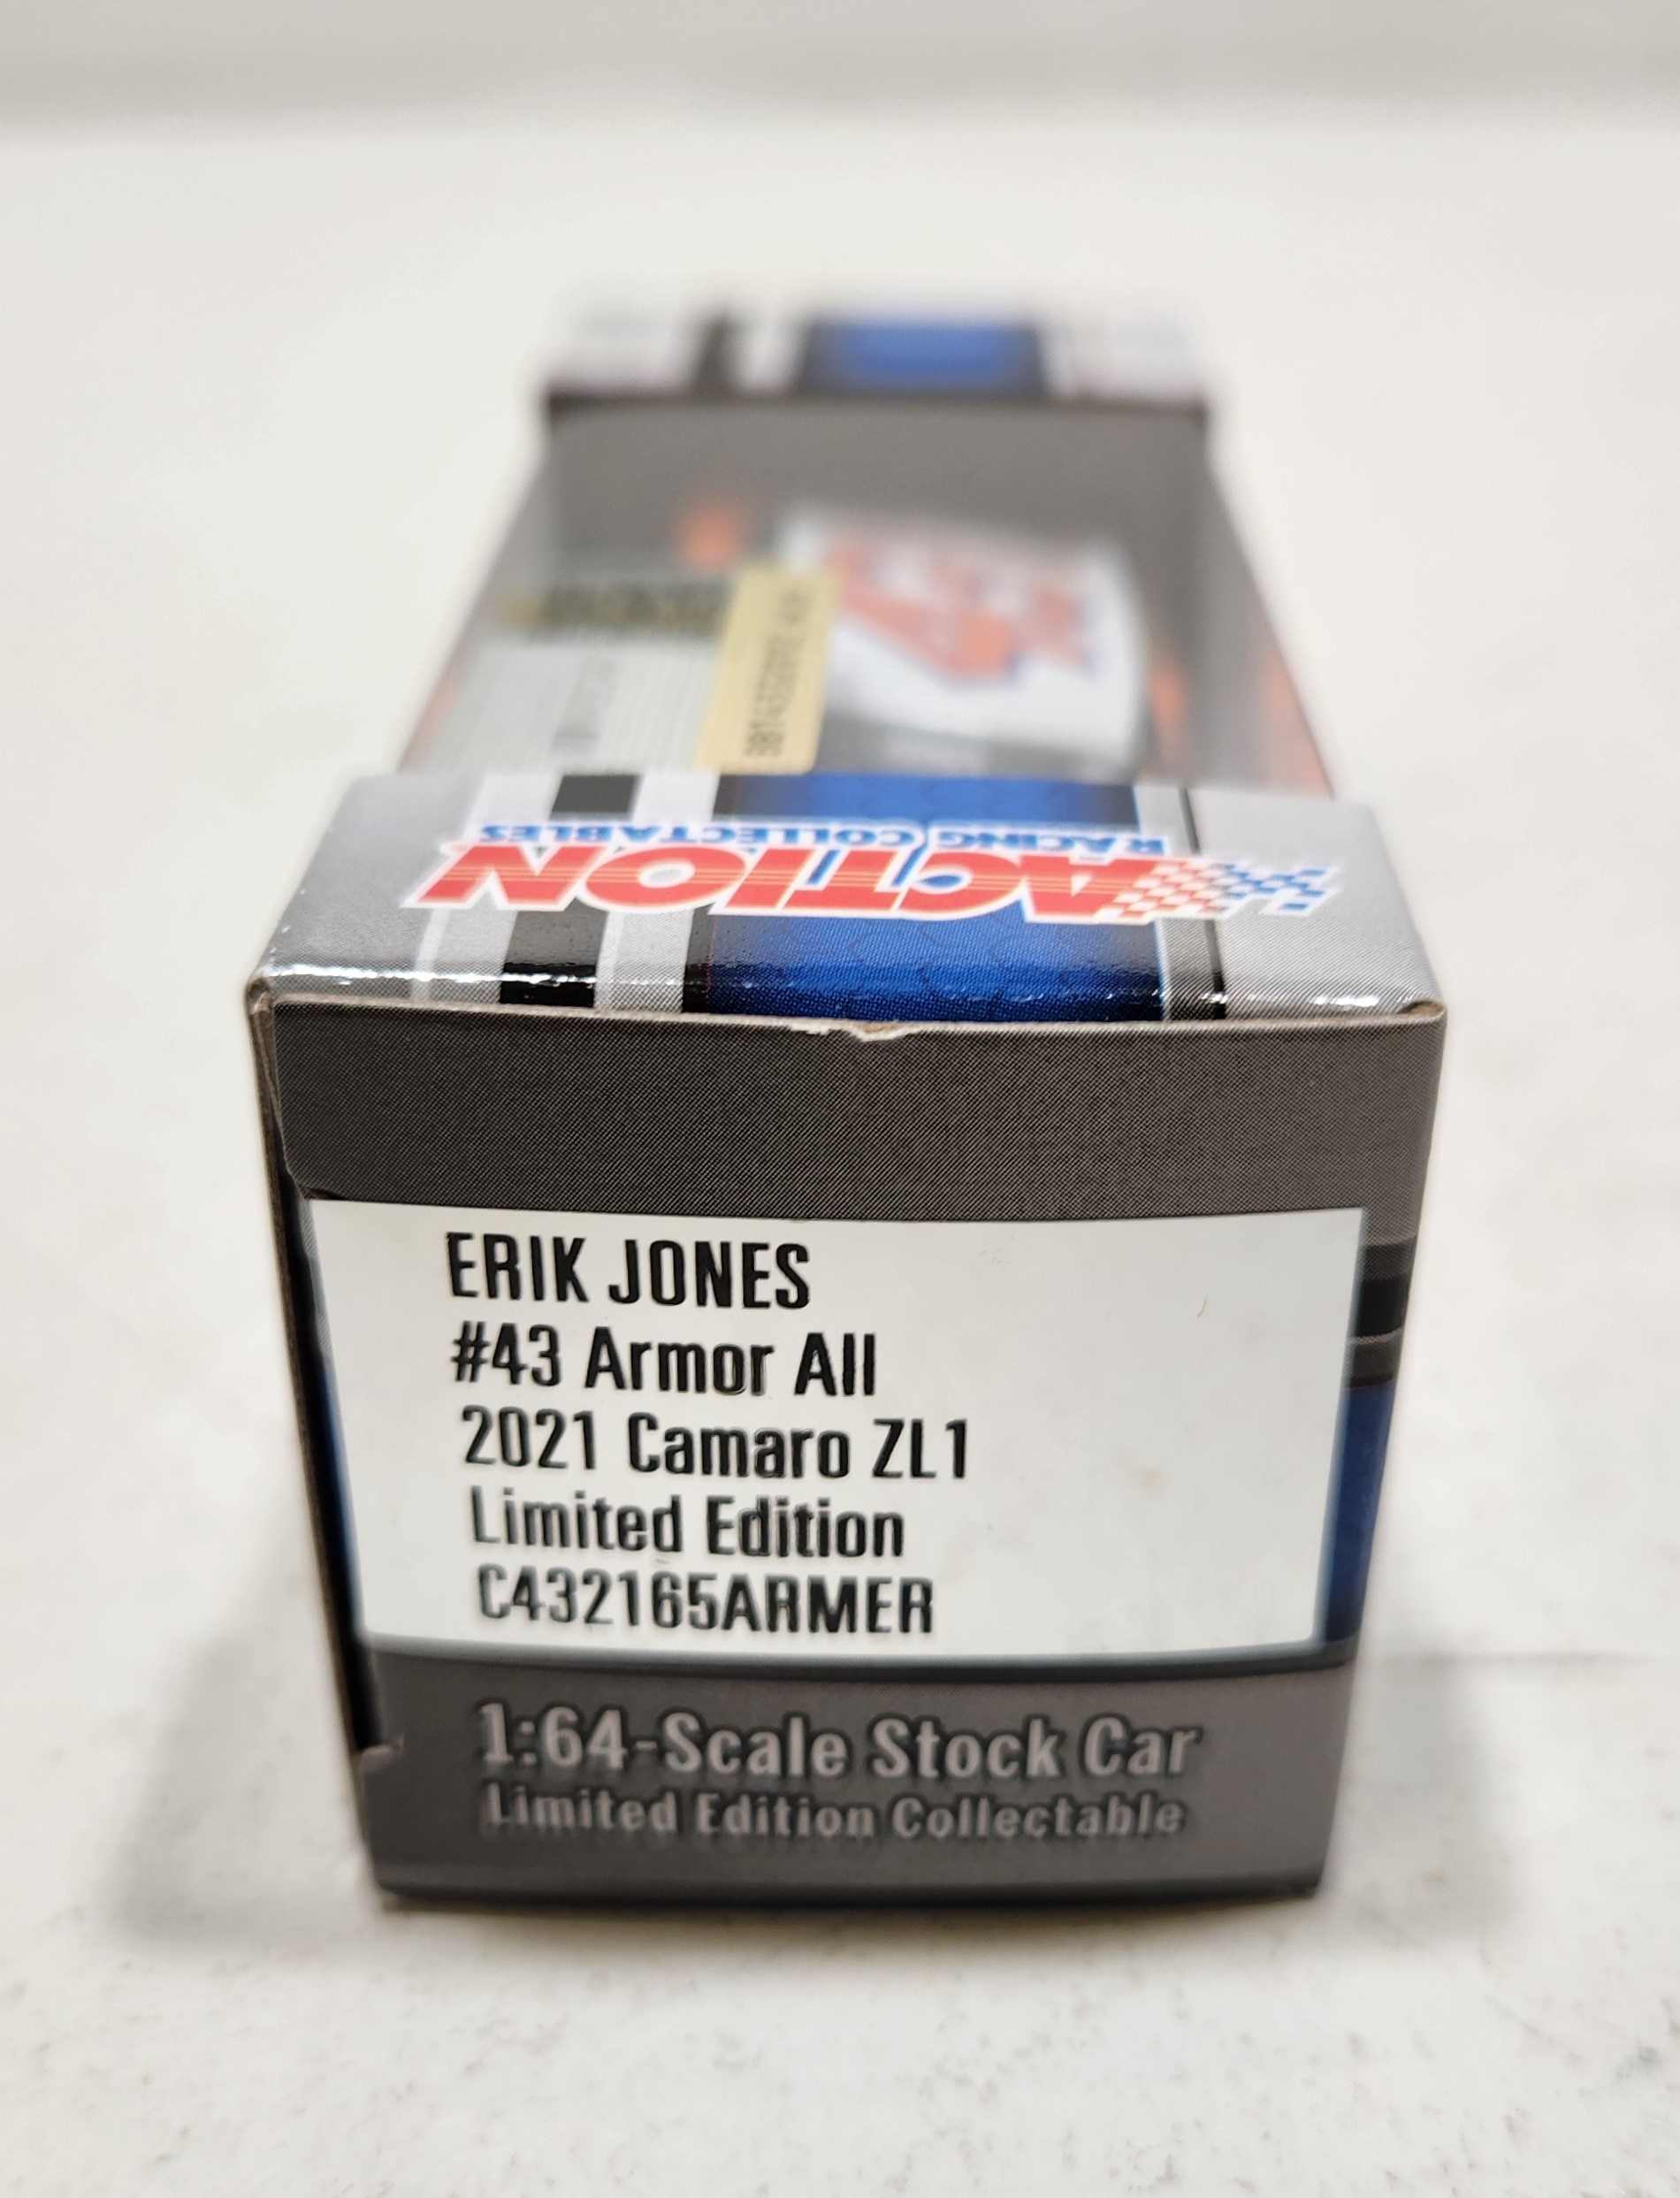 ACTION
RACING COLLECTABLES
ERIK JONES
#43 Armor All
2021 Camaro ZL1
Limited Edition
C432165ARMER
1:64-Scale Stock Car
Limited Edition Collectable